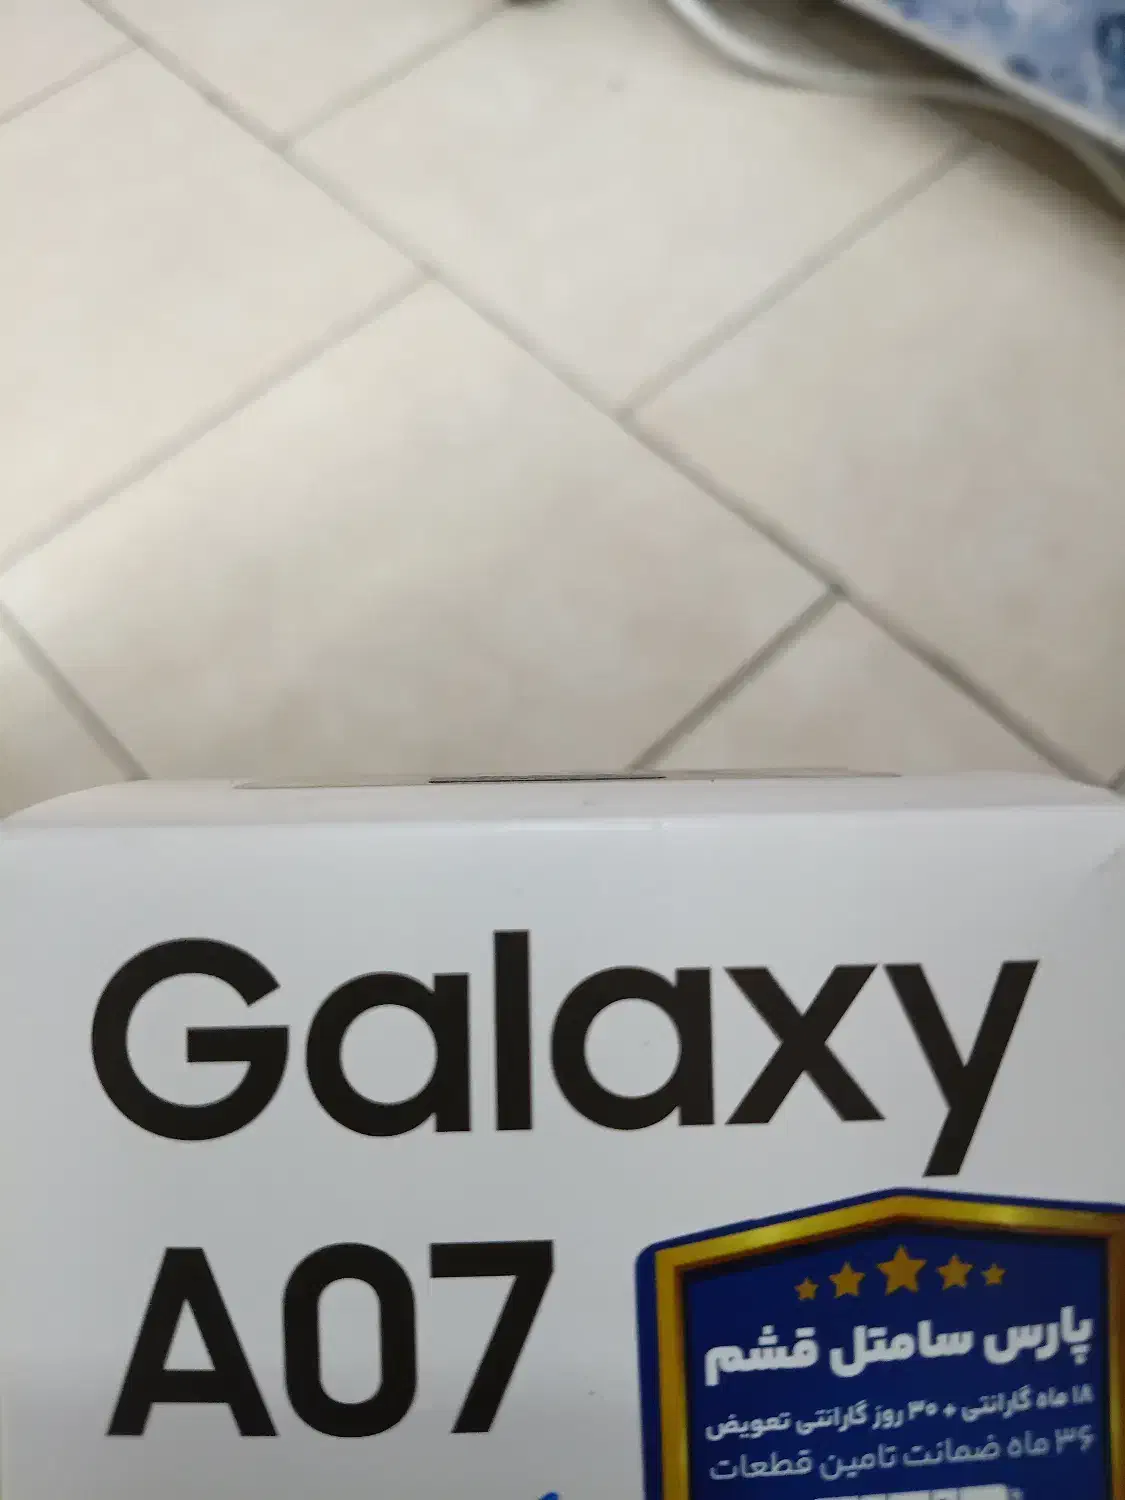 Galaxy
A07
پارس سامتل قشم
۱۸ ماه گارانتی + ۳۰ روز گارانتی تعویض
۳۶ ماه ضمانت تامین قطعات